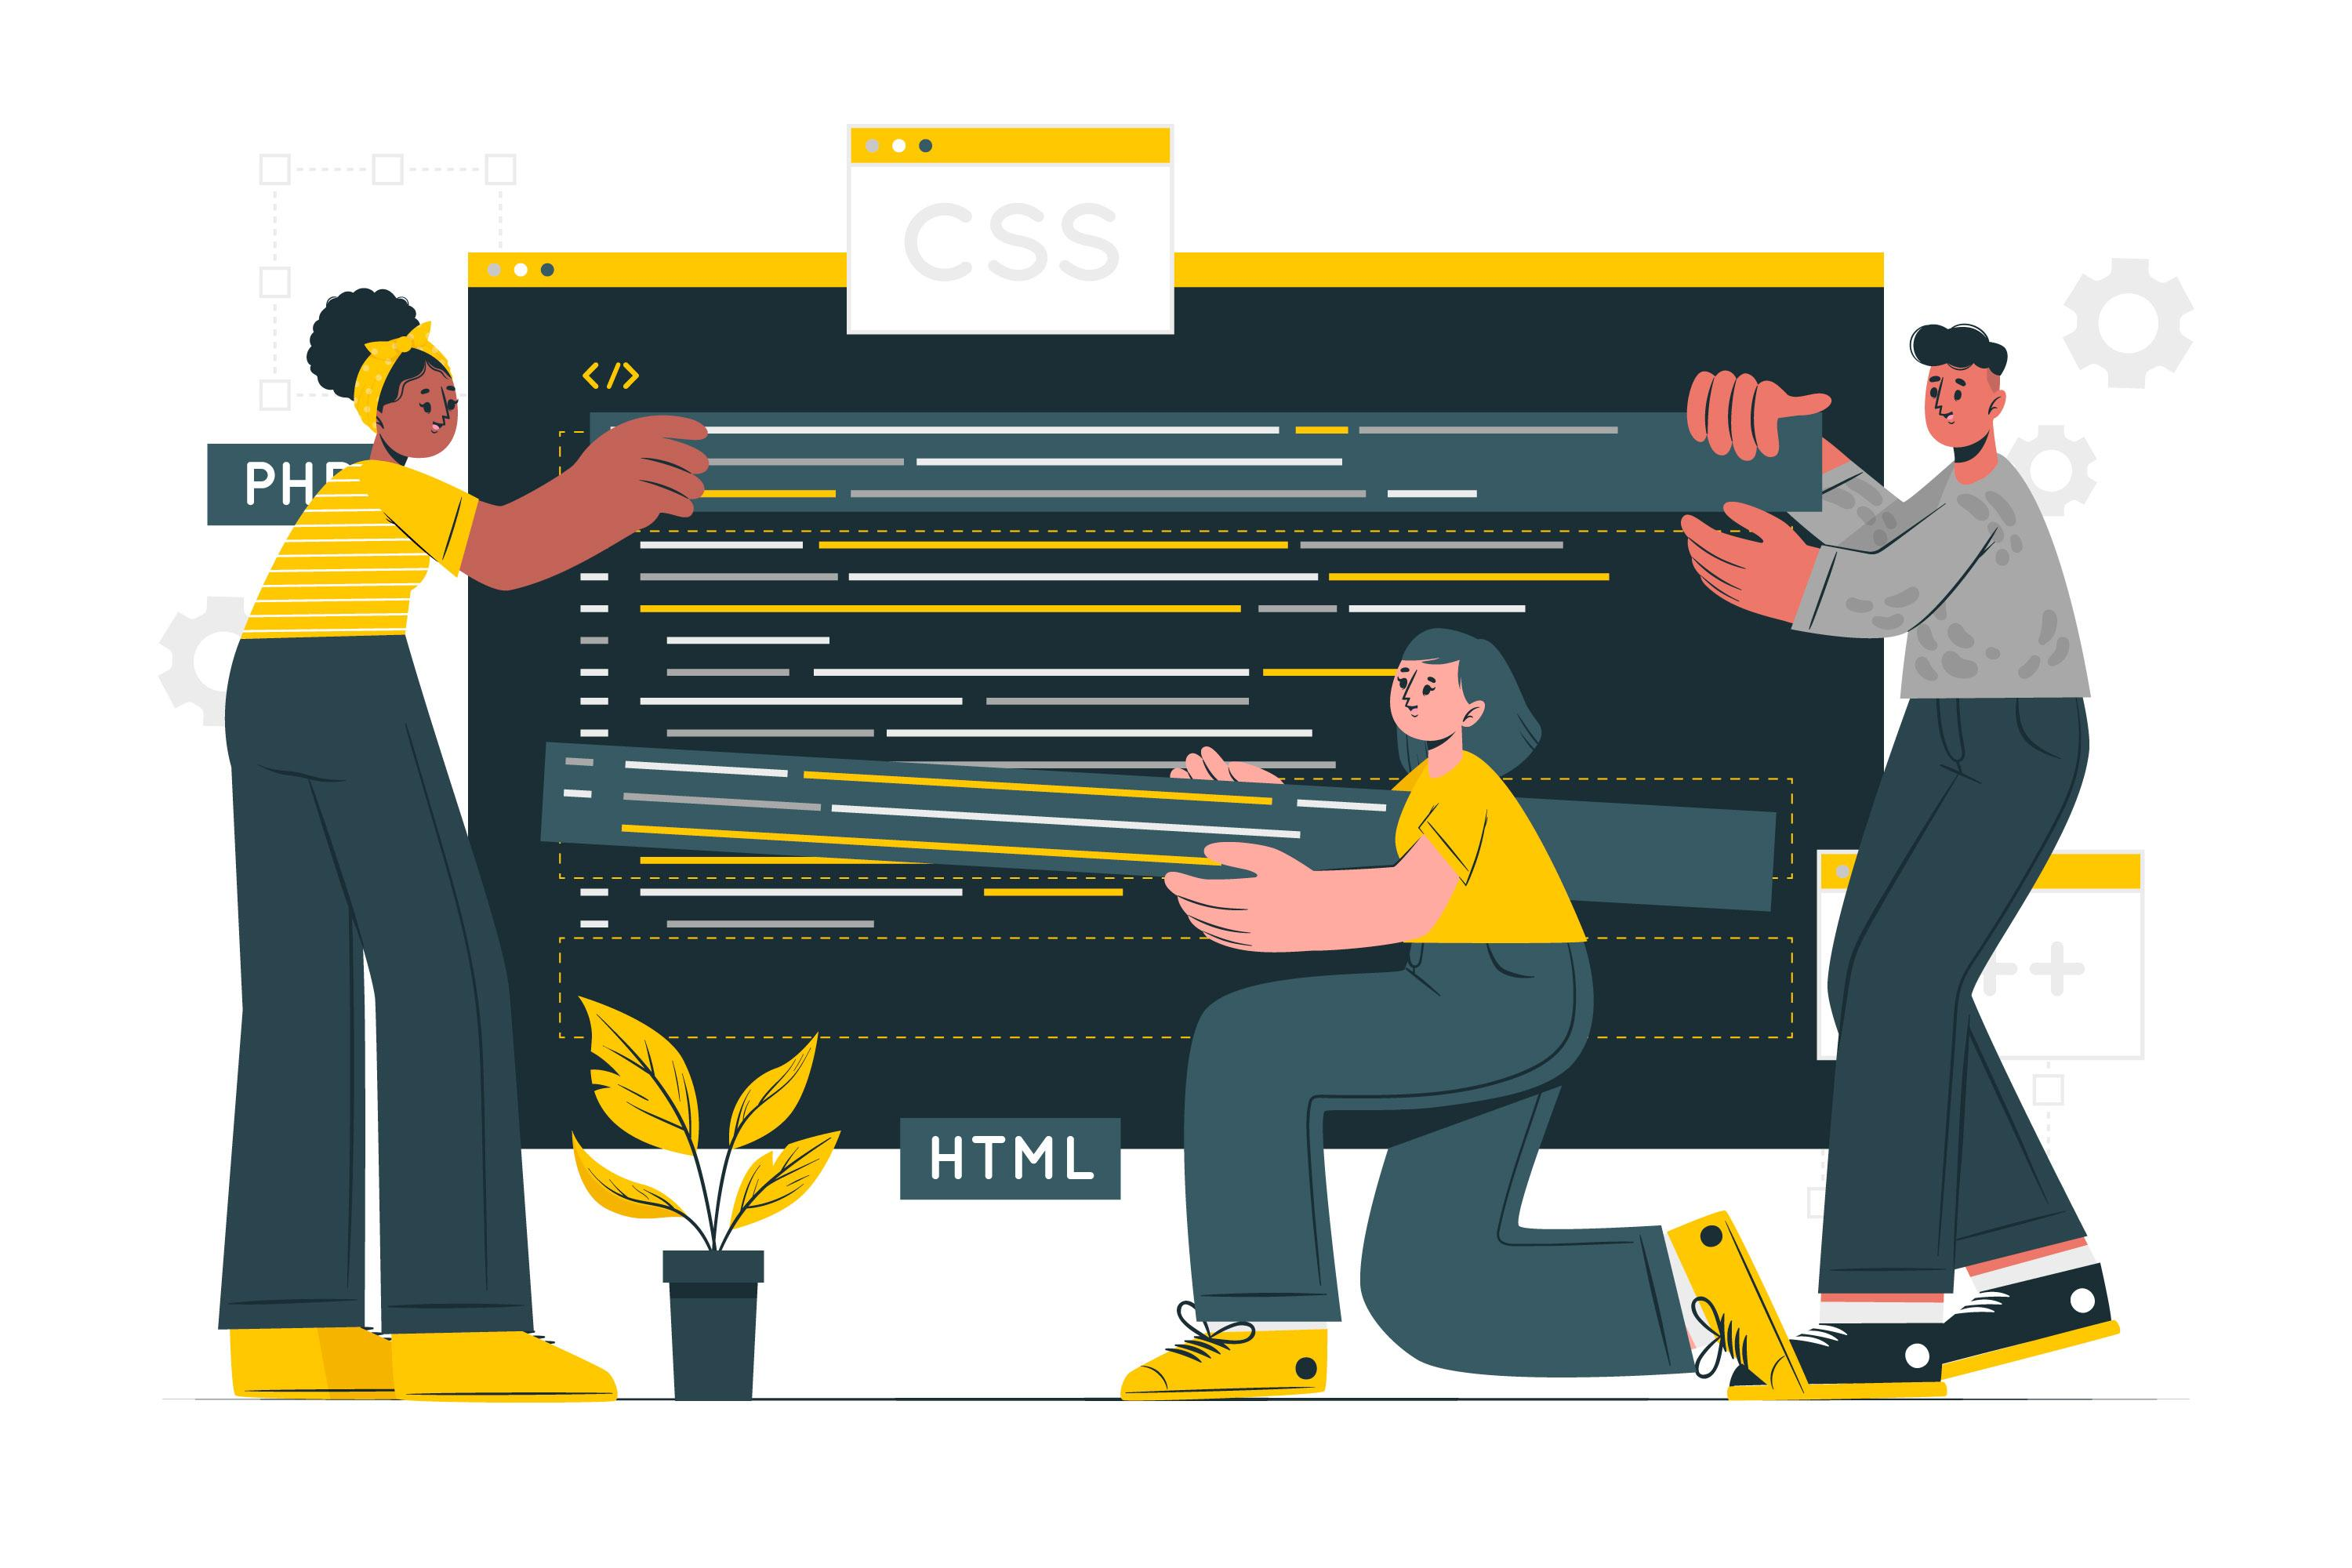 CSS
</>
PHP
++
HTML